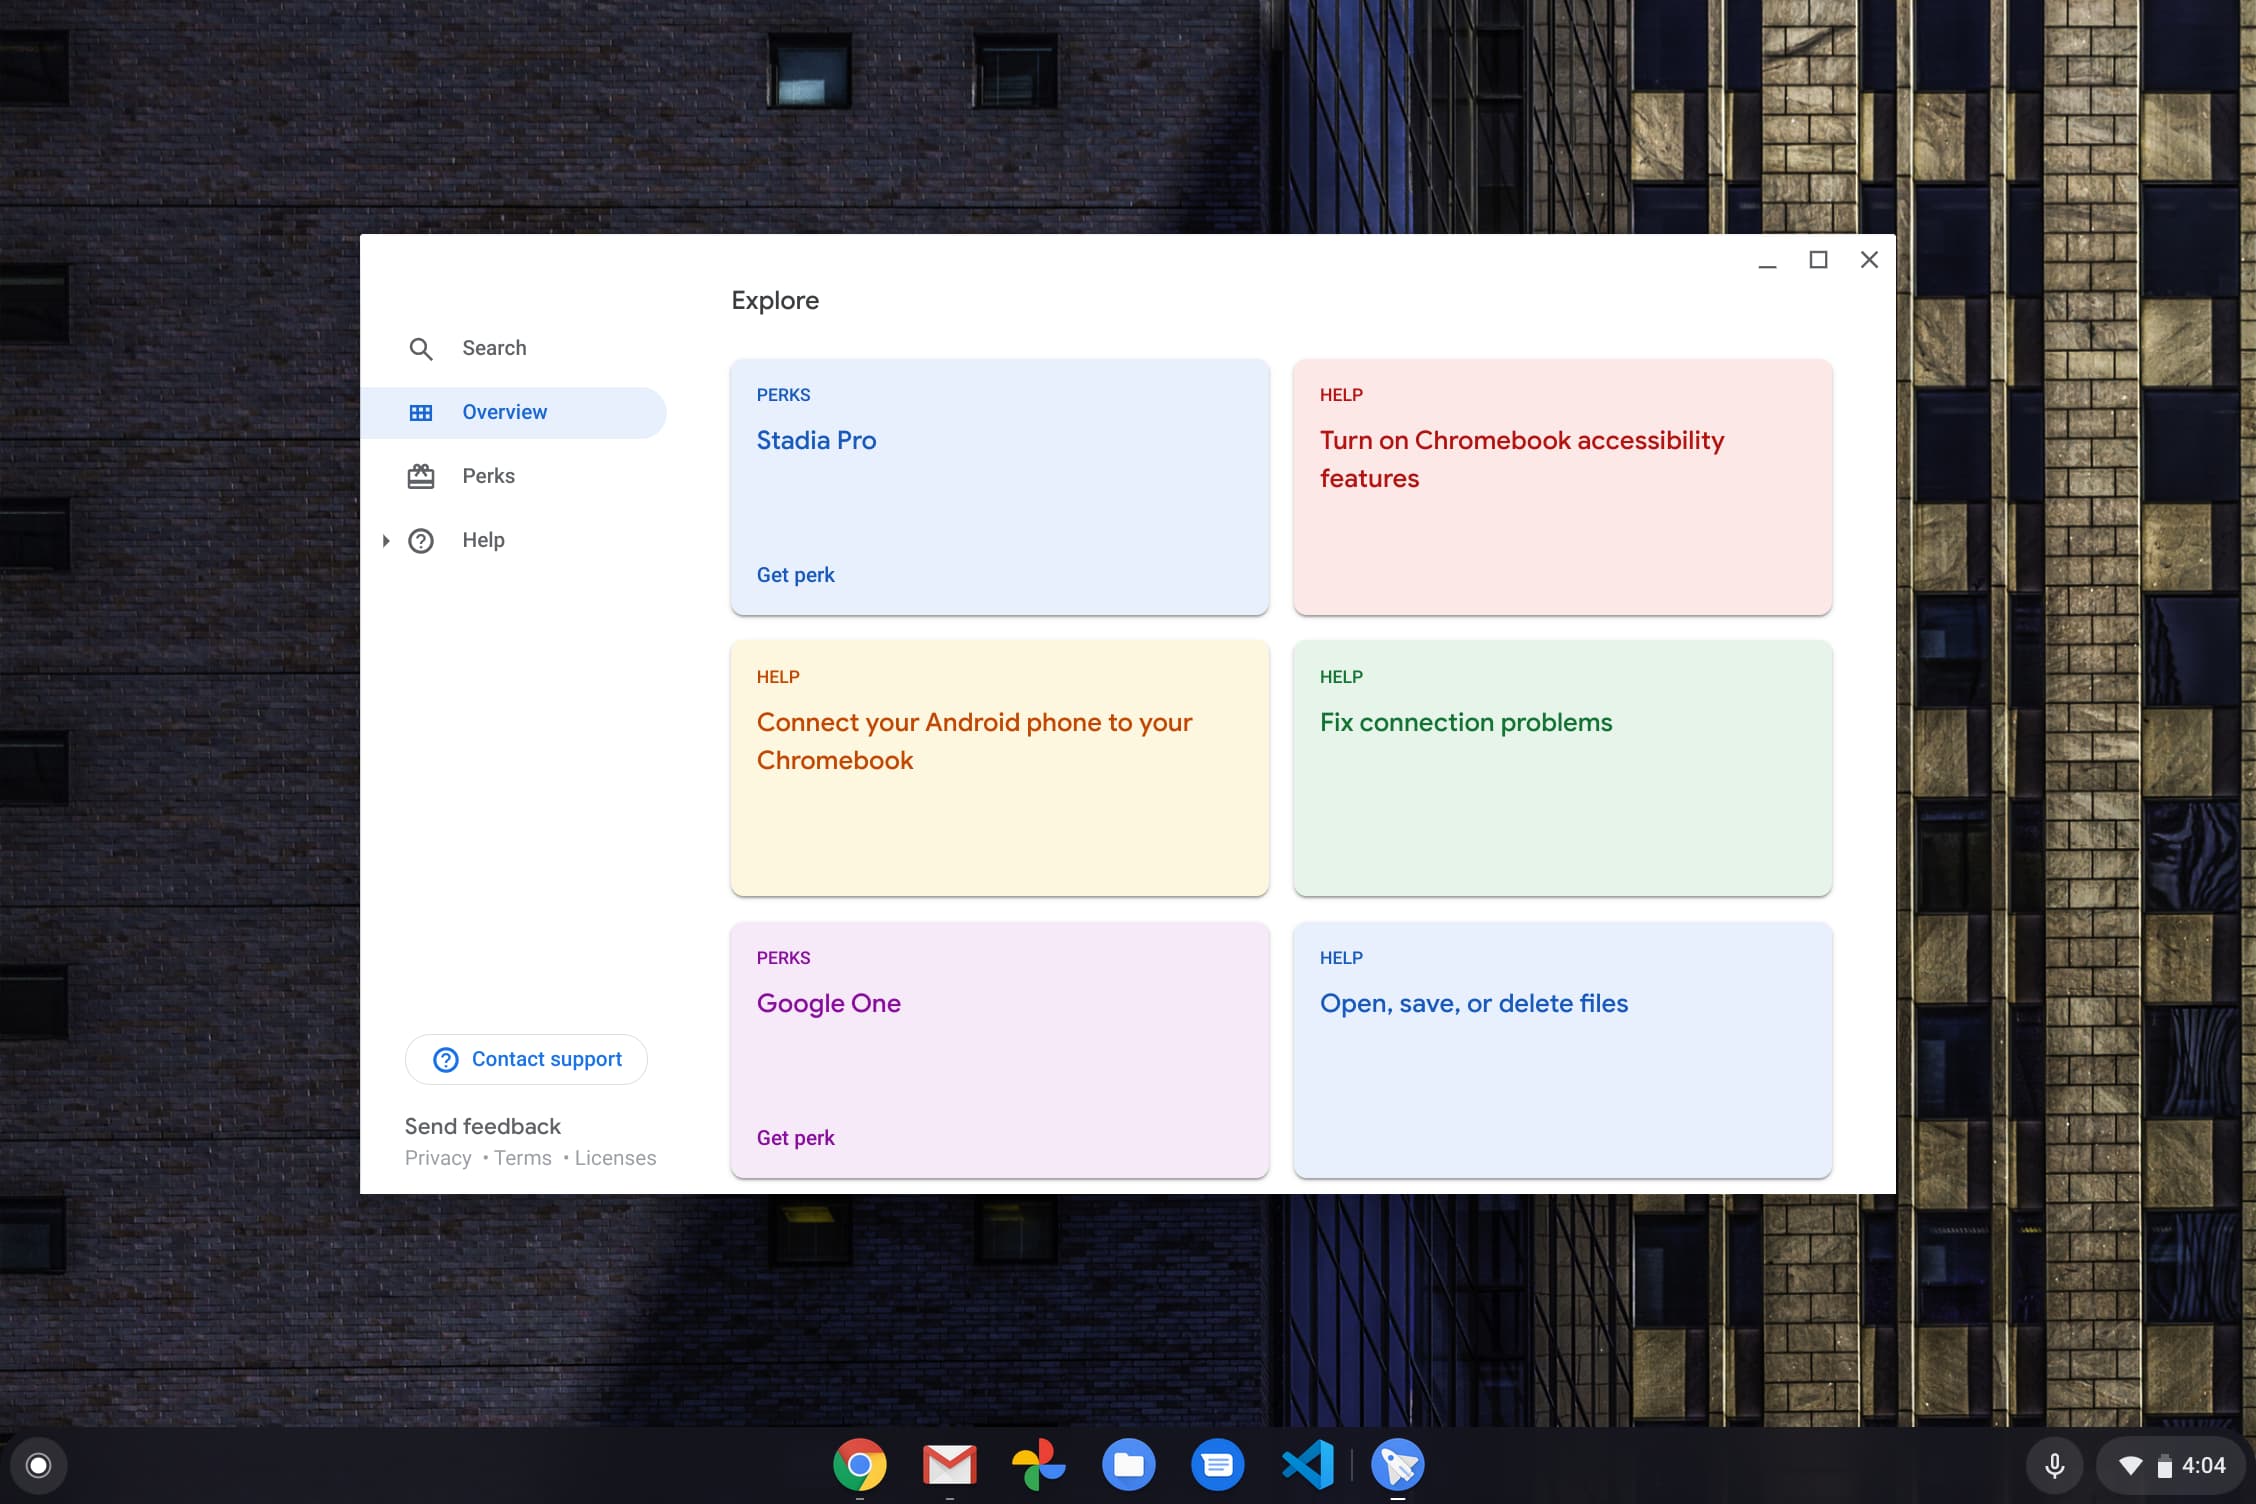 Explore
Search
Overview
Perks
Help
Contact support
Send feedback
Privacy • Terms • Licenses
PERKS
Stadia Pro
Get perk
HELP
Turn on Chromebook accessibility
features
HELP
Connect your Android phone to your
Chromebook
HELP
Fix connection problems
PERKS
Google One
Get perk
HELP
Open, save, or delete files
4:04